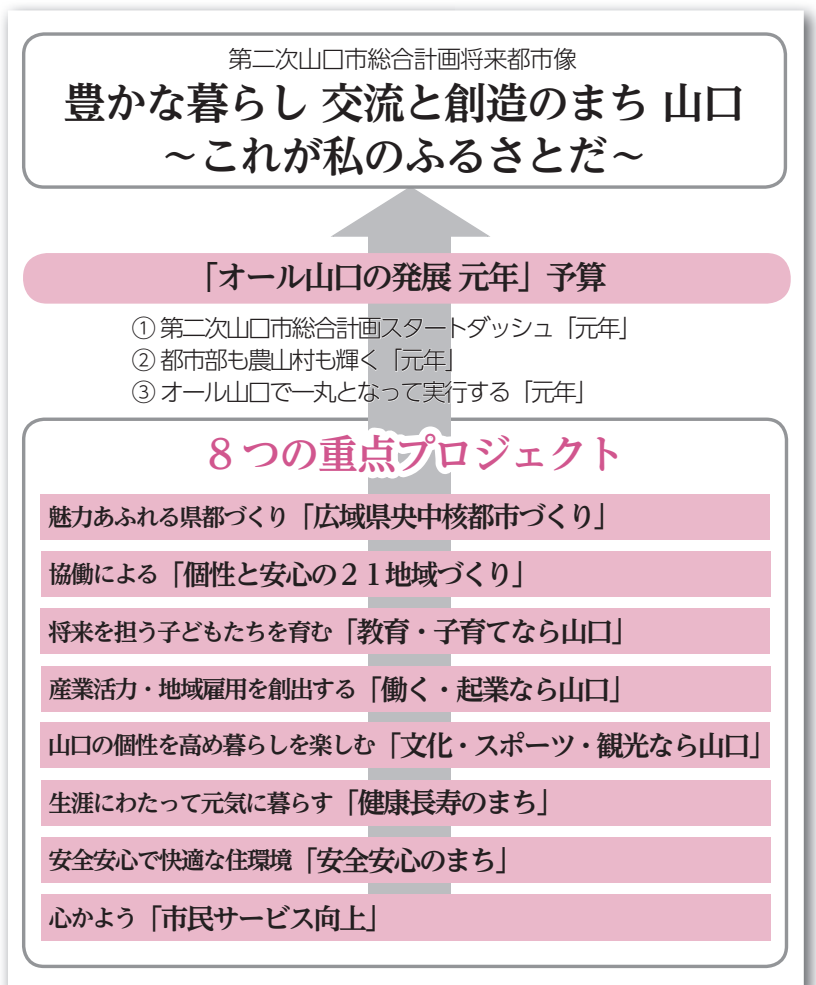 第二次山口市総合計画将来都市像
豊かな暮らし 交流と創造のまち 山口
~これが私のふるさとだ~
「オール山口の発展 元年」予算
① 第二次山口市総合計画スタートダッシュ「元年」
② 都市部も農山村も輝く「元年」
③ オール山口で一丸となって実行する「元年」
8つの重点プロジェクト
魅力あふれる県都づくり「広域県央中核都市づくり」
協働による「個性と安心の21地域づくり」
将来を担う子どもたちを育む「教育・子育てなら山口」
産業活力・地域雇用を創出する「働く・起業なら山口」
山口の個性を高め暮らしを楽しむ「文化・スポーツ・観光なら山口」
生涯にわたって元気に暮らす「健康長寿のまち」
安全安心で快適な住環境「安全安心のまち」
心かよう「市民サービス向上」